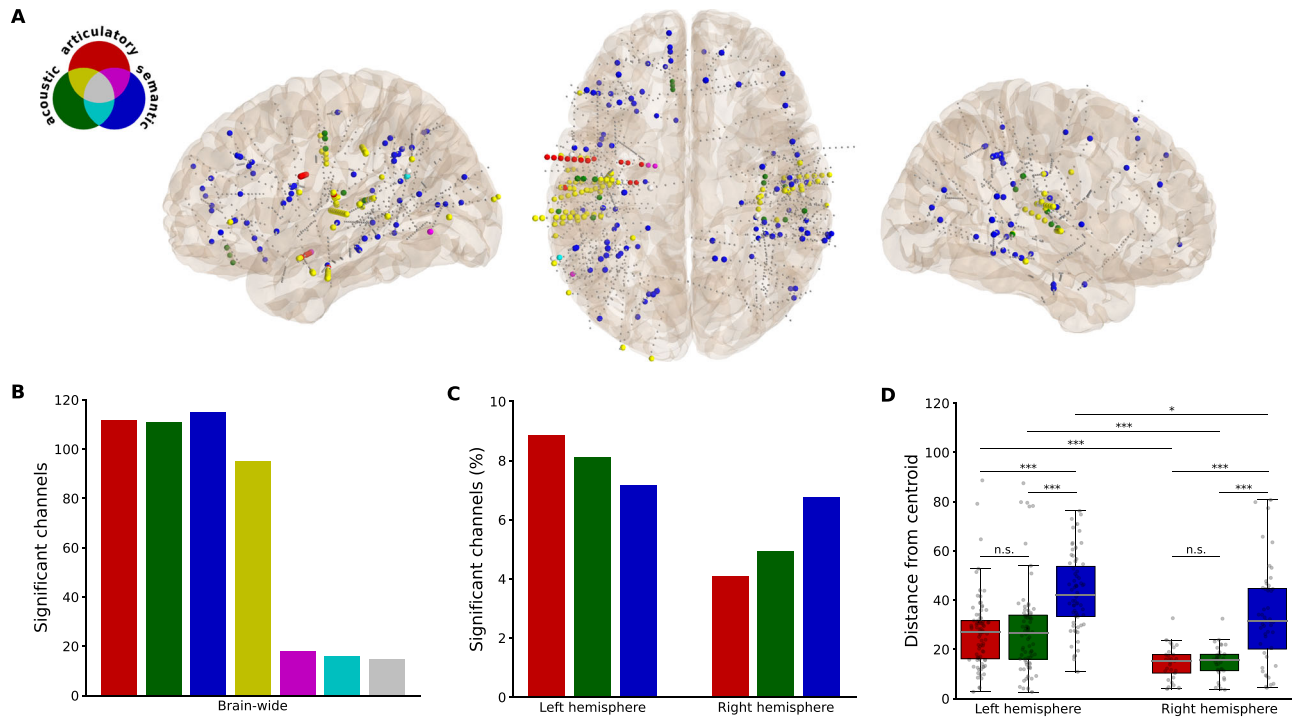 A
articulatory
acoustic
semantic
B
Significant channels
120
100
80
60
40
20
0
Brain-wide
C
Significant channels (%)
10
8
6
4
2
0
Left hemisphere
Right hemisphere
D
Distance from centroid
120
100
80
60
40
20
0
*
***
***
***
***
***
***
n.s.
n.s.
Left hemisphere
Right hemisphere